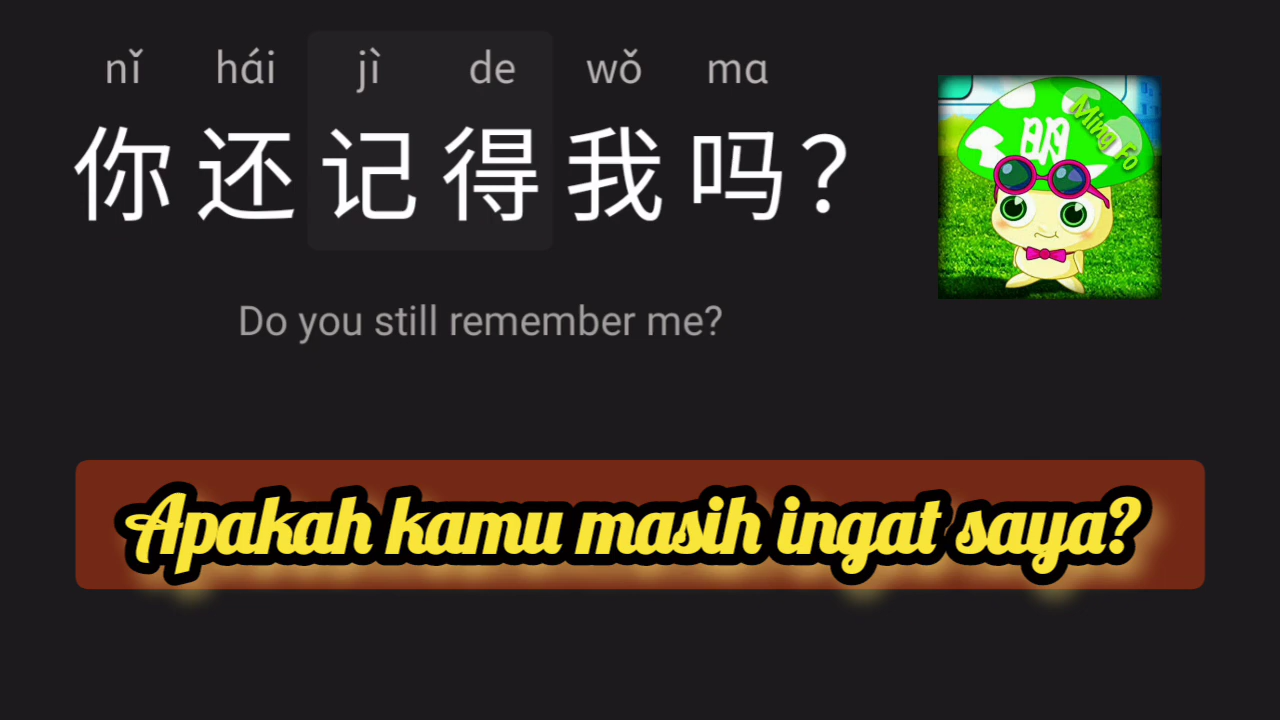 nǐ hái jì de wǒ ma
你还记得我吗?
明
Ming Fo
Do you still remember me?
Apakah kamu masih ingat saya?